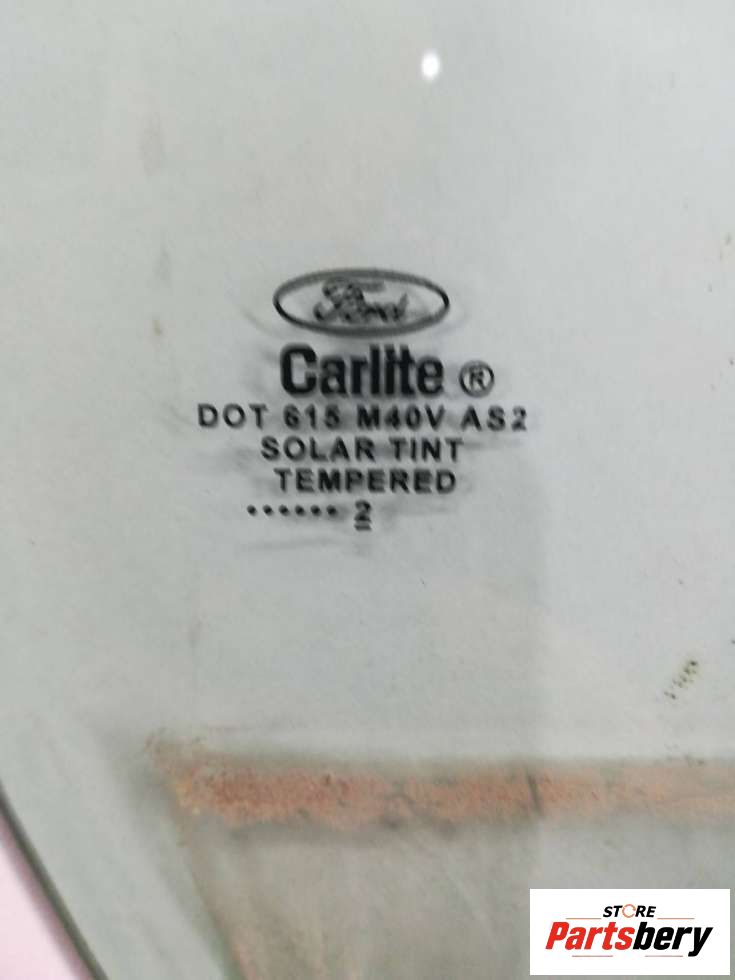 Ford
Carlite ®
DOT 615 M40V AS2
SOLAR TINT
TEMPERED
...... 2
STORE
Partsbery